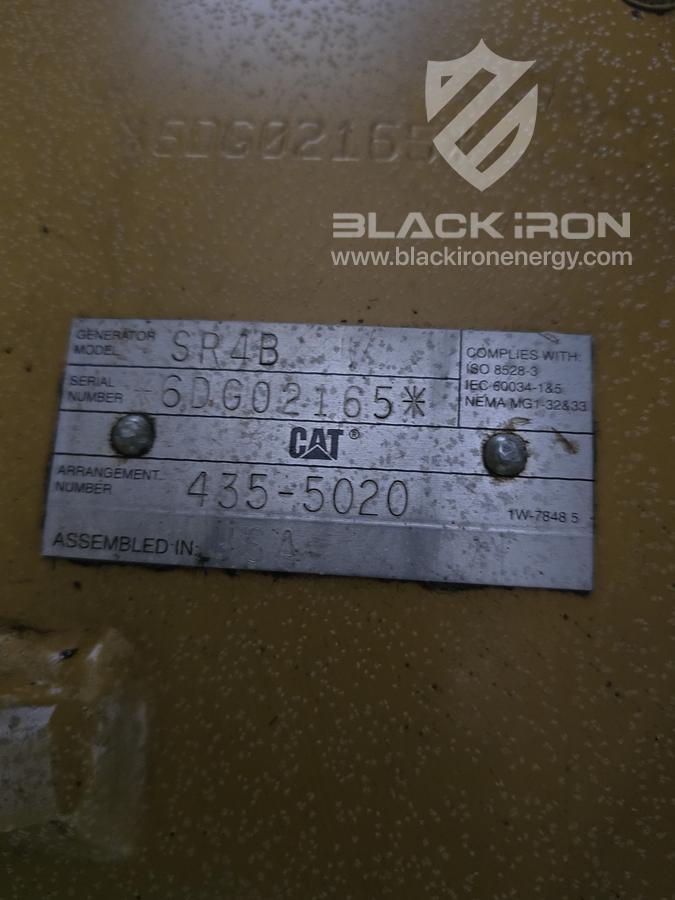 *6DG02165*
BLACK IRON
www.blackironenergy.com
GENERATOR MODEL SR4B
SERIAL NUMBER *6DG02165*
COMPLIES WITH:
ISO 8528-3
IEC 60034-1&5
NEMA MG1-32&33
CAT®
ARRANGEMENT NUMBER 435-5020
1W-7848 5
ASSEMBLED IN: USA